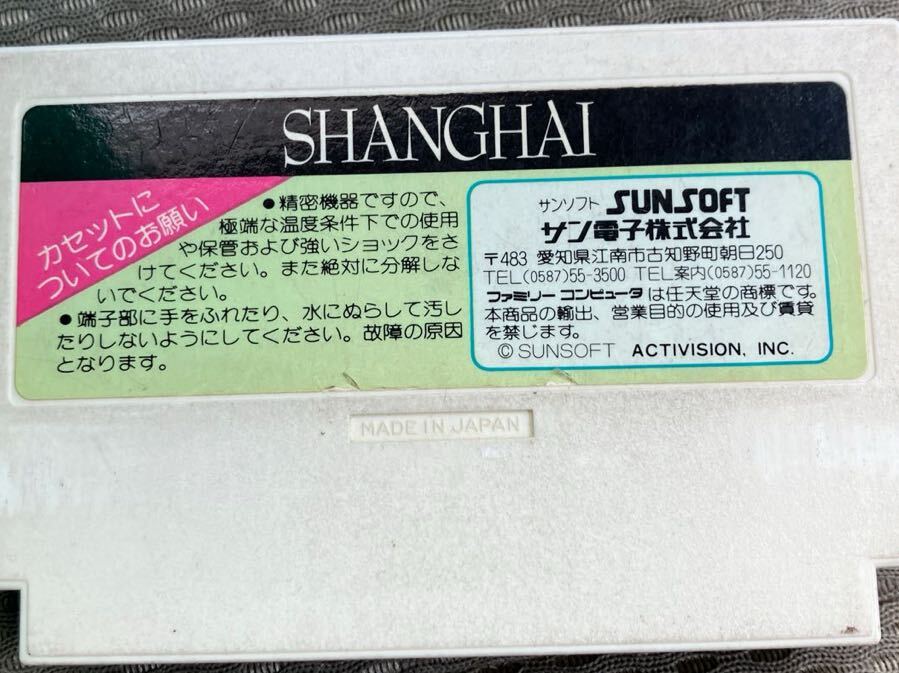 SHANGHAI
カセットに
ついてのお願い
●精密機器ですので、
極端な温度条件下での使用
や保管および強いショックをさ
けてください。また絶対に分解しな
いでください。
●端子部に手をふれたり、水にぬらして汚し
たりしないようにしてください。故障の原因
となります。
サンソフト SUNSOFT
サン電子株式会社
〒483 愛知県江南市古知野町朝日250
TEL(0587)55-3500 TEL案内(0587)55-1120
ファミリー コンピュータ は任天堂の商標です。
本商品の輸出、営業目的の使用及び賃貸
を禁じます。
© SUNSOFT ACTIVISION, INC.
MADE IN JAPAN